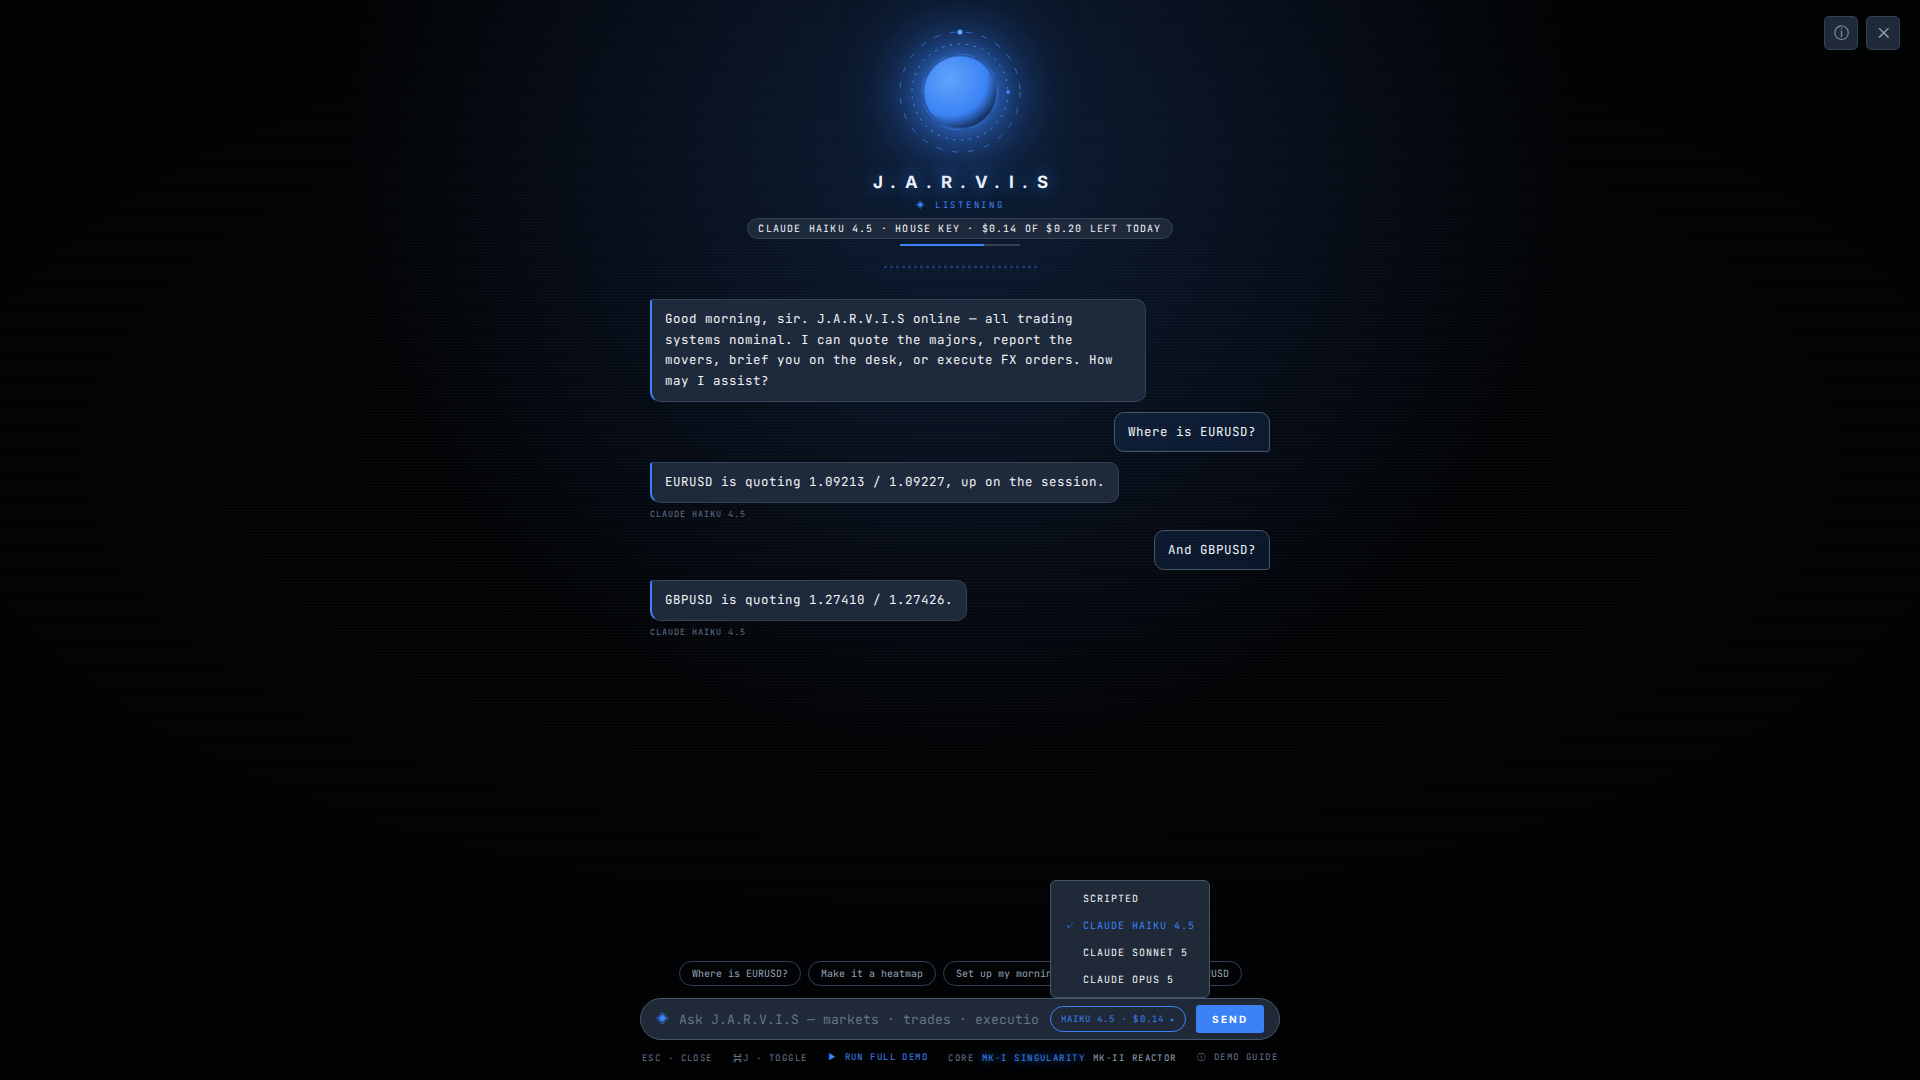 J.A.R.V.I.S
◈ LISTENING
CLAUDE HAIKU 4.5 · HOUSE KEY · $0.14 OF $0.20 LEFT TODAY
Good morning, sir. J.A.R.V.I.S online — all trading
systems nominal. I can quote the majors, report the
movers, brief you on the desk, or execute FX orders. How
may I assist?
Where is EURUSD?
EURUSD is quoting 1.09213 / 1.09227, up on the session.
CLAUDE HAIKU 4.5
And GBPUSD?
GBPUSD is quoting 1.27410 / 1.27426.
CLAUDE HAIKU 4.5
SCRIPTED
✓ CLAUDE HAIKU 4.5
CLAUDE SONNET 5
CLAUDE OPUS 5
Where is EURUSD? Make it a heatmap Set up my mornin USD
◈ Ask J.A.R.V.I.S — markets · trades · executio HAIKU 4.5 · $0.14 ▾ SEND
ESC · CLOSE ⌘J · TOGGLE ▶ RUN FULL DEMO CORE MK-I SINGULARITY MK-II REACTOR ⓘ DEMO GUIDE